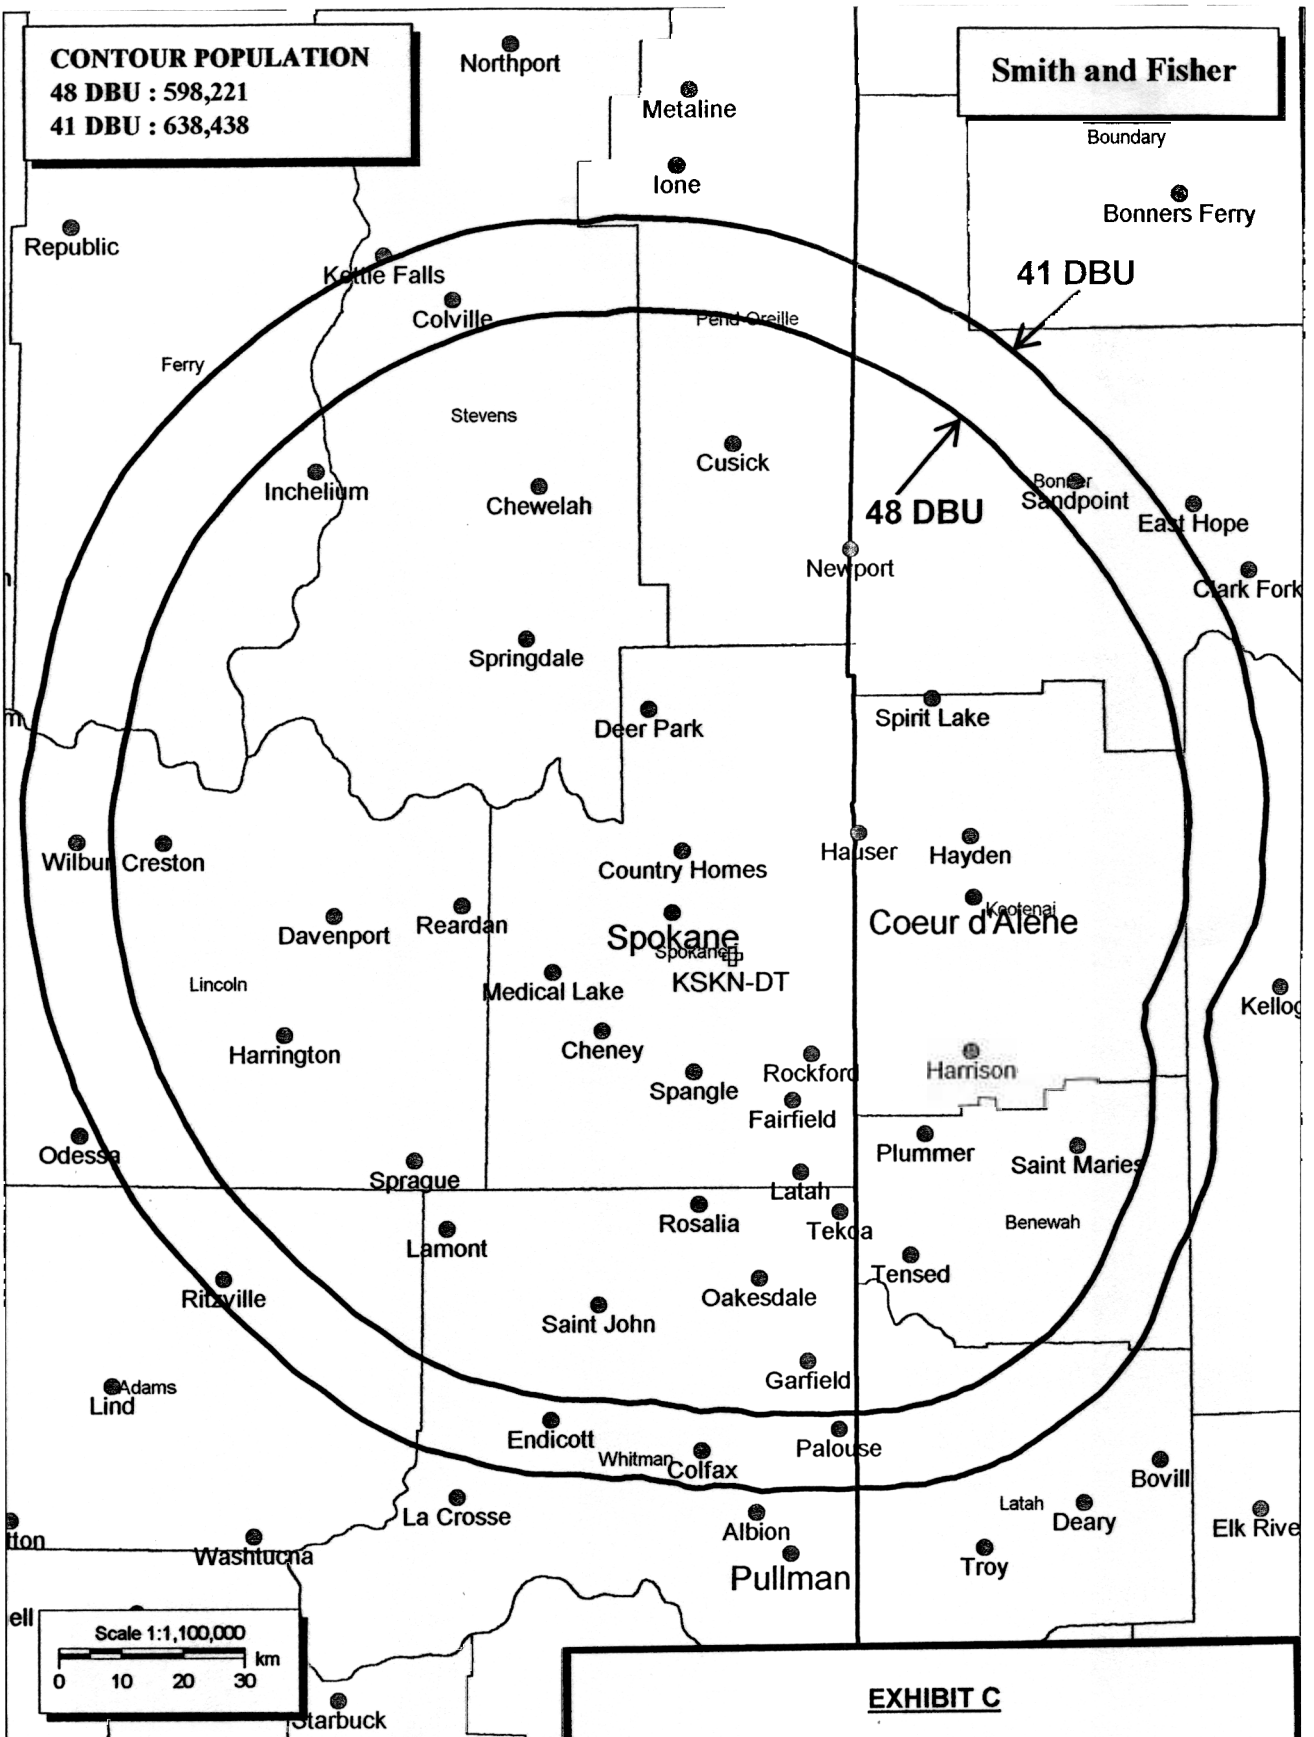 CONTOUR POPULATION
48 DBU : 598,221
41 DBU : 638,438
Smith and Fisher
Northport
Metaline
Ione
Boundary
Bonners Ferry
Republic
Kettle Falls
41 DBU
Colville
Pend Oreille
Ferry
Stevens
Cusick
Inchelium
Chewelah
Bonner
Sandpoint
48 DBU
East Hope
Newport
Clark Fork
Springdale
Deer Park
Spirit Lake
m
Wilbur
Creston
Country Homes
Hauser
Hayden
Davenport
Reardan
Spokane
Spokane
Kootenai
Coeur d'Alene
KSKN-DT
Lincoln
Medical Lake
Kellog
Harrington
Cheney
Rockford
Harrison
Spangle
Fairfield
Odessa
Plummer
Saint Maries
Sprague
Latah
Rosalia
Tekoa
Benewah
Lamont
Tensed
Ritzville
Oakesdale
Saint John
Garfield
Adams
Lind
Endicott
Whitman
Colfax
Palouse
Bovill
La Crosse
Albion
Latah
Deary
Elk Rive
tton
Washtucna
Pullman
Troy
ell
Scale 1:1,100,000
km
0 10 20 30
Starbuck
EXHIBIT C